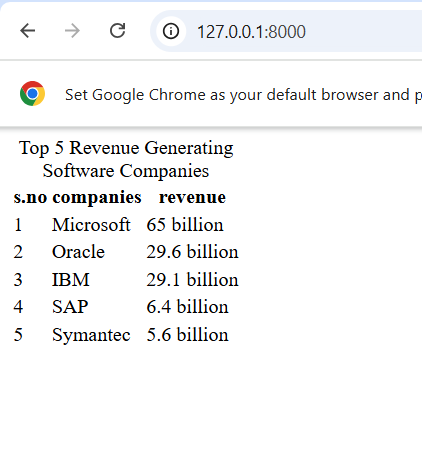 127.0.0.1:8000
Set Google Chrome as your default browser and p
Top 5 Revenue Generating
Software Companies
s.no companies revenue
1 Microsoft 65 billion
2 Oracle 29.6 billion
3 IBM 29.1 billion
4 SAP 6.4 billion
5 Symantec 5.6 billion